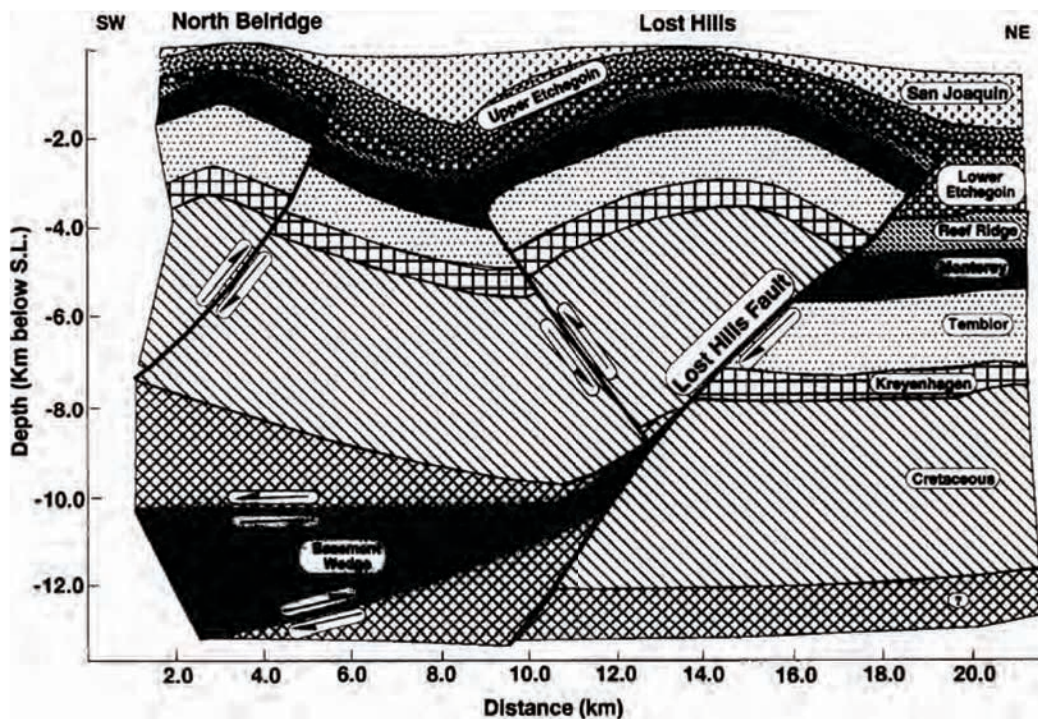 SW
North Belridge
Lost Hills
NE
San Joaquin
Upper Etchegoin
-2.0
Lower
Etchegoin
-4.0
Reef Ridge
Monterey
Depth (Km below S.L.)
-6.0
Lost Hills Fault
Temblor
Kreyenhagen
-8.0
Cretaceous
-10.0
Basement
Wedge
-12.0
?
2.0 4.0 6.0 8.0 10.0 12.0 14.0 16.0 18.0 20.0
Distance (km)